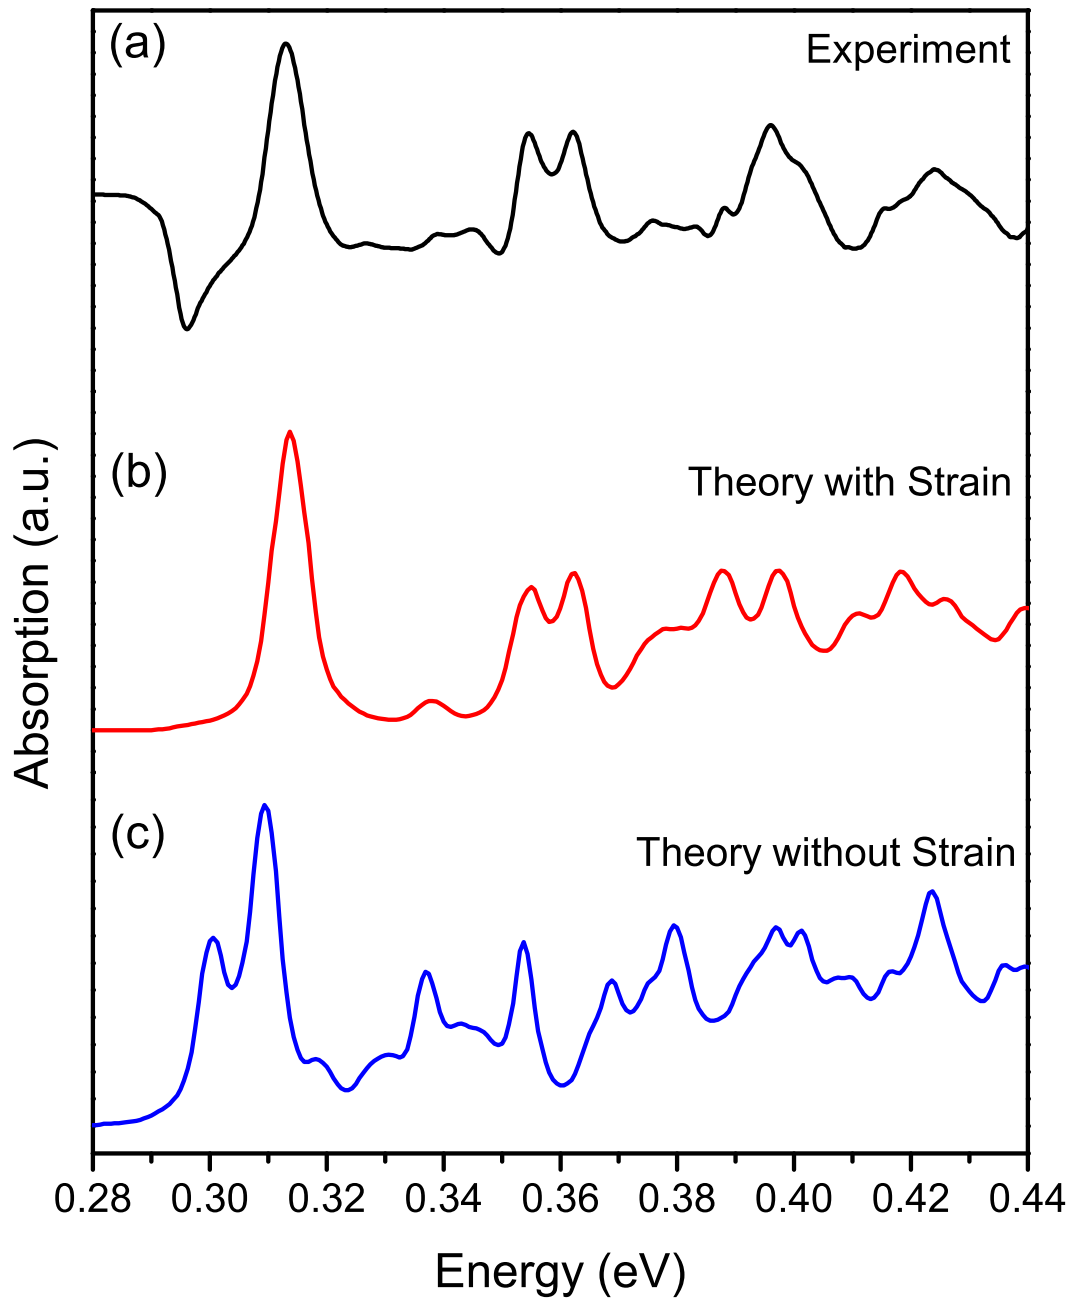 (a)
Experiment
(b)
Theory with Strain
(c)
Theory without Strain
Absorption (a.u.)
0.28 0.30 0.32 0.34 0.36 0.38 0.40 0.42 0.44
Energy (eV)